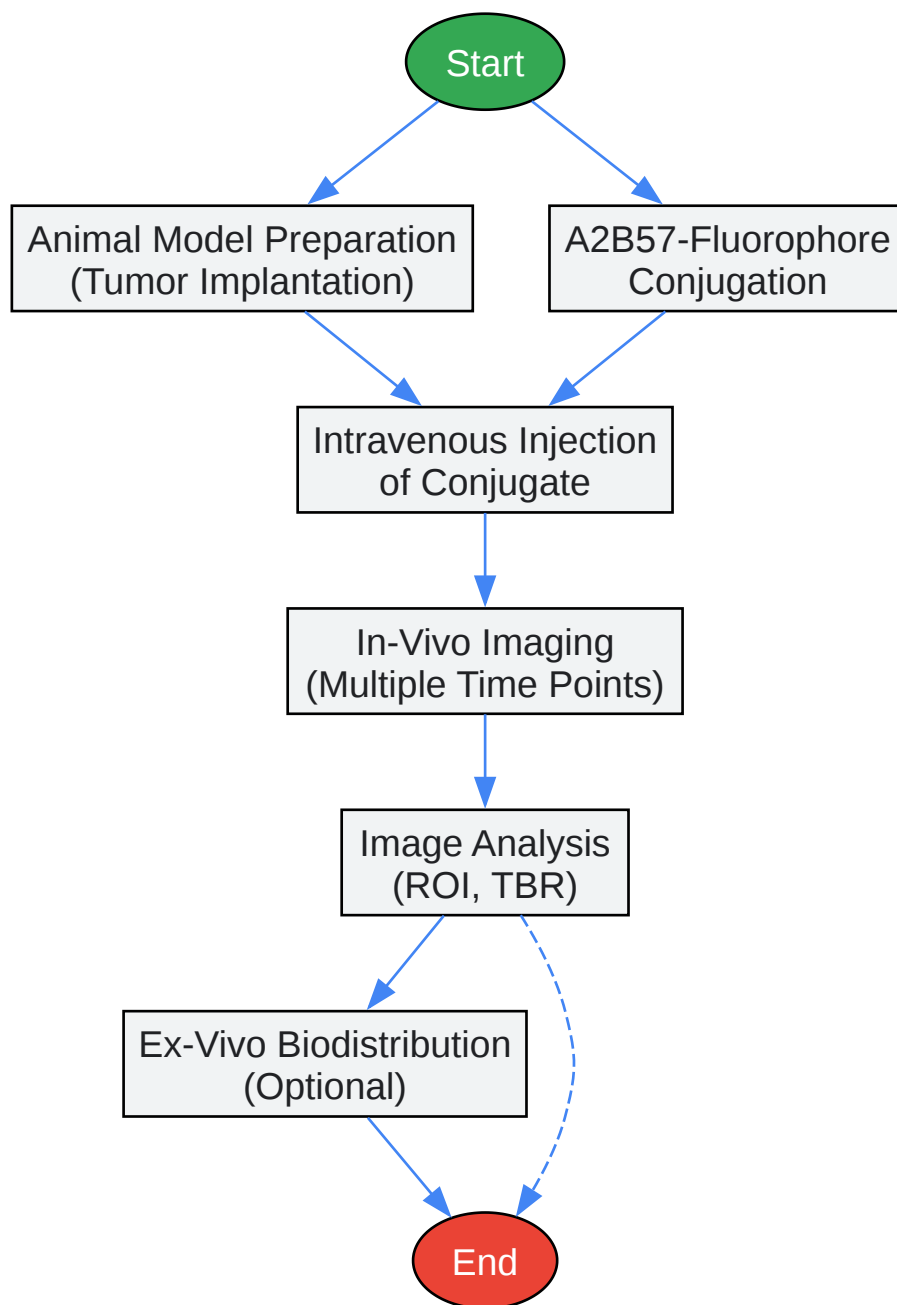 Start
Animal Model Preparation
(Tumor Implantation)
A2B57-Fluorophore
Conjugation
Intravenous Injection
of Conjugate
In-Vivo Imaging
(Multiple Time Points)
Image Analysis
(ROI, TBR)
Ex-Vivo Biodistribution
(Optional)
End